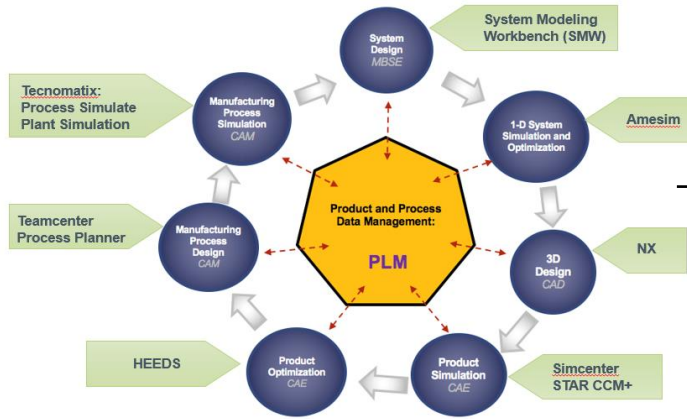 System Design
MBSE
System Modeling
Workbench (SMW)
1-D System
Simulation and
Optimization
Amesim
3D
Design
CAD
NX
Product
Simulation
CAE
Simcenter
STAR CCM+
Product
Optimization
CAE
HEEDS
Manufacturing
Process
Design
CAM
Teamcenter
Process Planner
Manufacturing
Process
Simulation
CAM
Tecnomatix:
Process Simulate
Plant Simulation
Product and Process
Data Management:
PLM